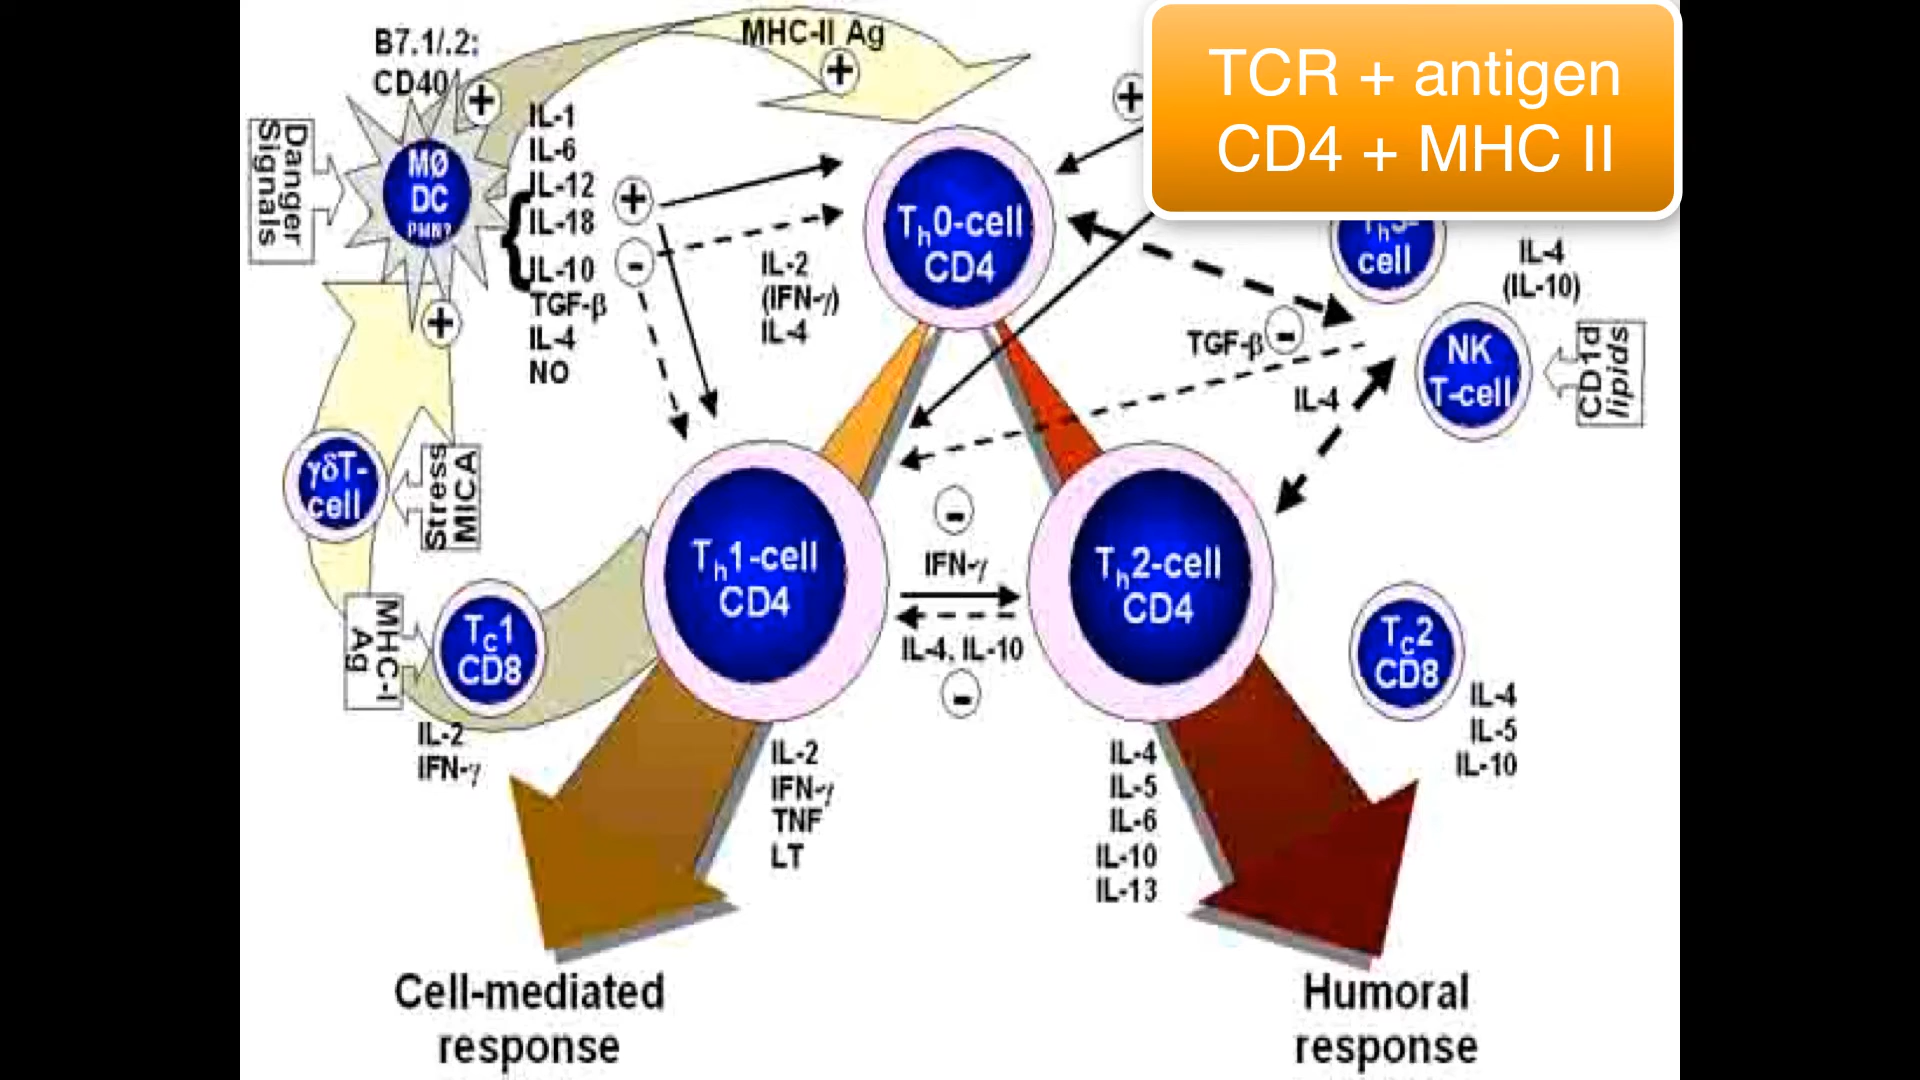 B7.1/.2:
CD40
MHC-II Ag
+
+
+
TCR + antigen
CD4 + MHC II
Danger
Signals
MØ
DC
PMN?
IL-1
IL-6
IL-12
IL-18
IL-10
TGF-β
IL-4
NO
+
-
+
Th0-cell
CD4
IL-2
(IFN-γ)
IL-4
cell
IL-4
(IL-10)
TGF-β
-
IL-4
NK
T-cell
CD1d
lipids
γδT-
cell
Stress
MICA
Th1-cell
CD4
-
IFN-γ
IL-4, IL-10
-
Th2-cell
CD4
MHC-I
Ag
Tc1
CD8
IL-2
IFN-γ
Tc2
CD8
IL-4
IL-5
IL-10
IL-2
IFN-γ
TNF
LT
IL-4
IL-5
IL-6
IL-10
IL-13
Cell-mediated
response
Humoral
response